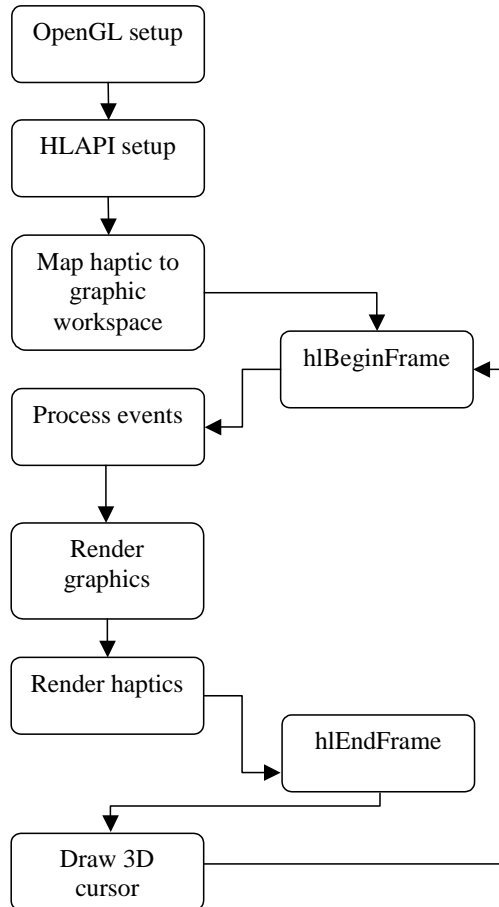 OpenGL setup
HLAPI setup
Map haptic to
graphic
workspace
hlBeginFrame
Process events
Render
graphics
Render haptics
hlEndFrame
Draw 3D
cursor